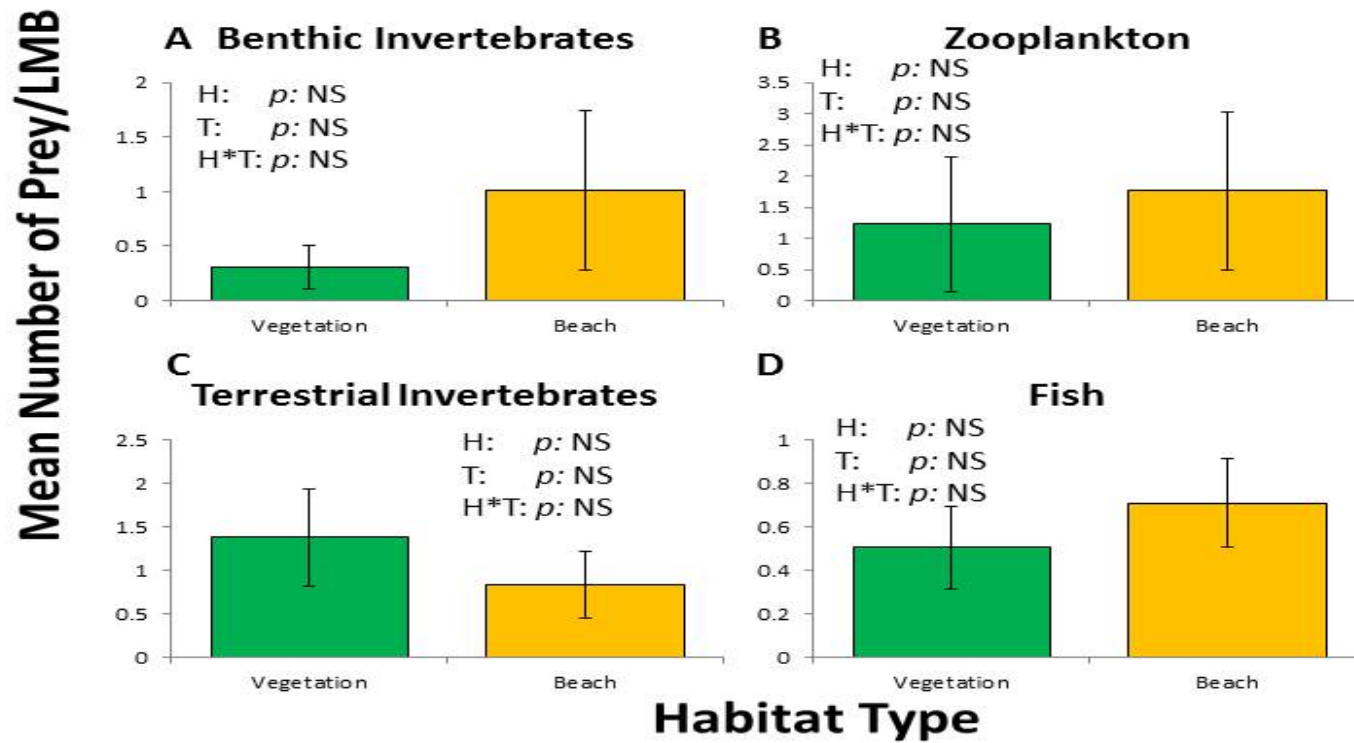 Mean Number of Prey/LMB
A Benthic Invertebrates
2
1.5
1
0.5
0
H: p: NS
T: p: NS
H*T: p: NS
Vegetation
Beach
B Zooplankton
3.5
3
2.5
2
1.5
1
0.5
0
H: p: NS
T: p: NS
H*T: p: NS
Vegetation
Beach
C
Terrestrial Invertebrates
2.5
2
1.5
1
0.5
0
H: p: NS
T: p: NS
H*T: p: NS
Vegetation
Beach
D
Fish
1
0.8
0.6
0.4
0.2
0
H: p: NS
T: p: NS
H*T: p: NS
Vegetation
Beach
Habitat Type